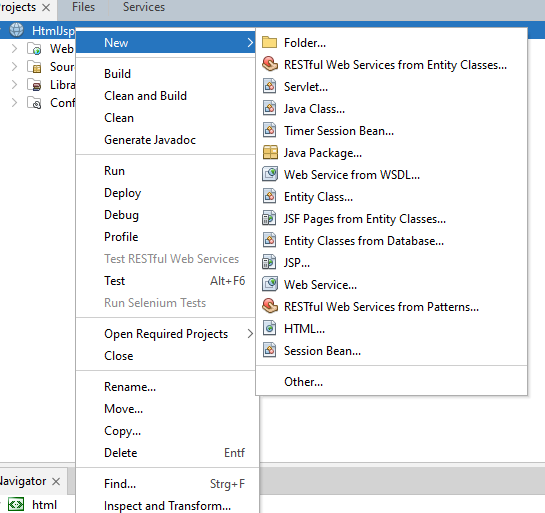 Projects Files Services
HtmlJsp
Web
Sour
Libra
Conf
New
Build
Clean and Build
Clean
Generate Javadoc
Run
Deploy
Debug
Profile
Test RESTful Web Services
Test Alt+F6
Run Selenium Tests
Open Required Projects
Close
Rename...
Move...
Copy...
Delete Entf
Find... Strg+F
Inspect and Transform...
Folder...
RESTful Web Services from Entity Classes...
Servlet...
Java Class...
Timer Session Bean...
Java Package...
Web Service from WSDL...
Entity Class...
JSF Pages from Entity Classes...
Entity Classes from Database...
JSP...
Web Service...
RESTful Web Services from Patterns...
HTML...
Session Bean...
Other...
Navigator
html